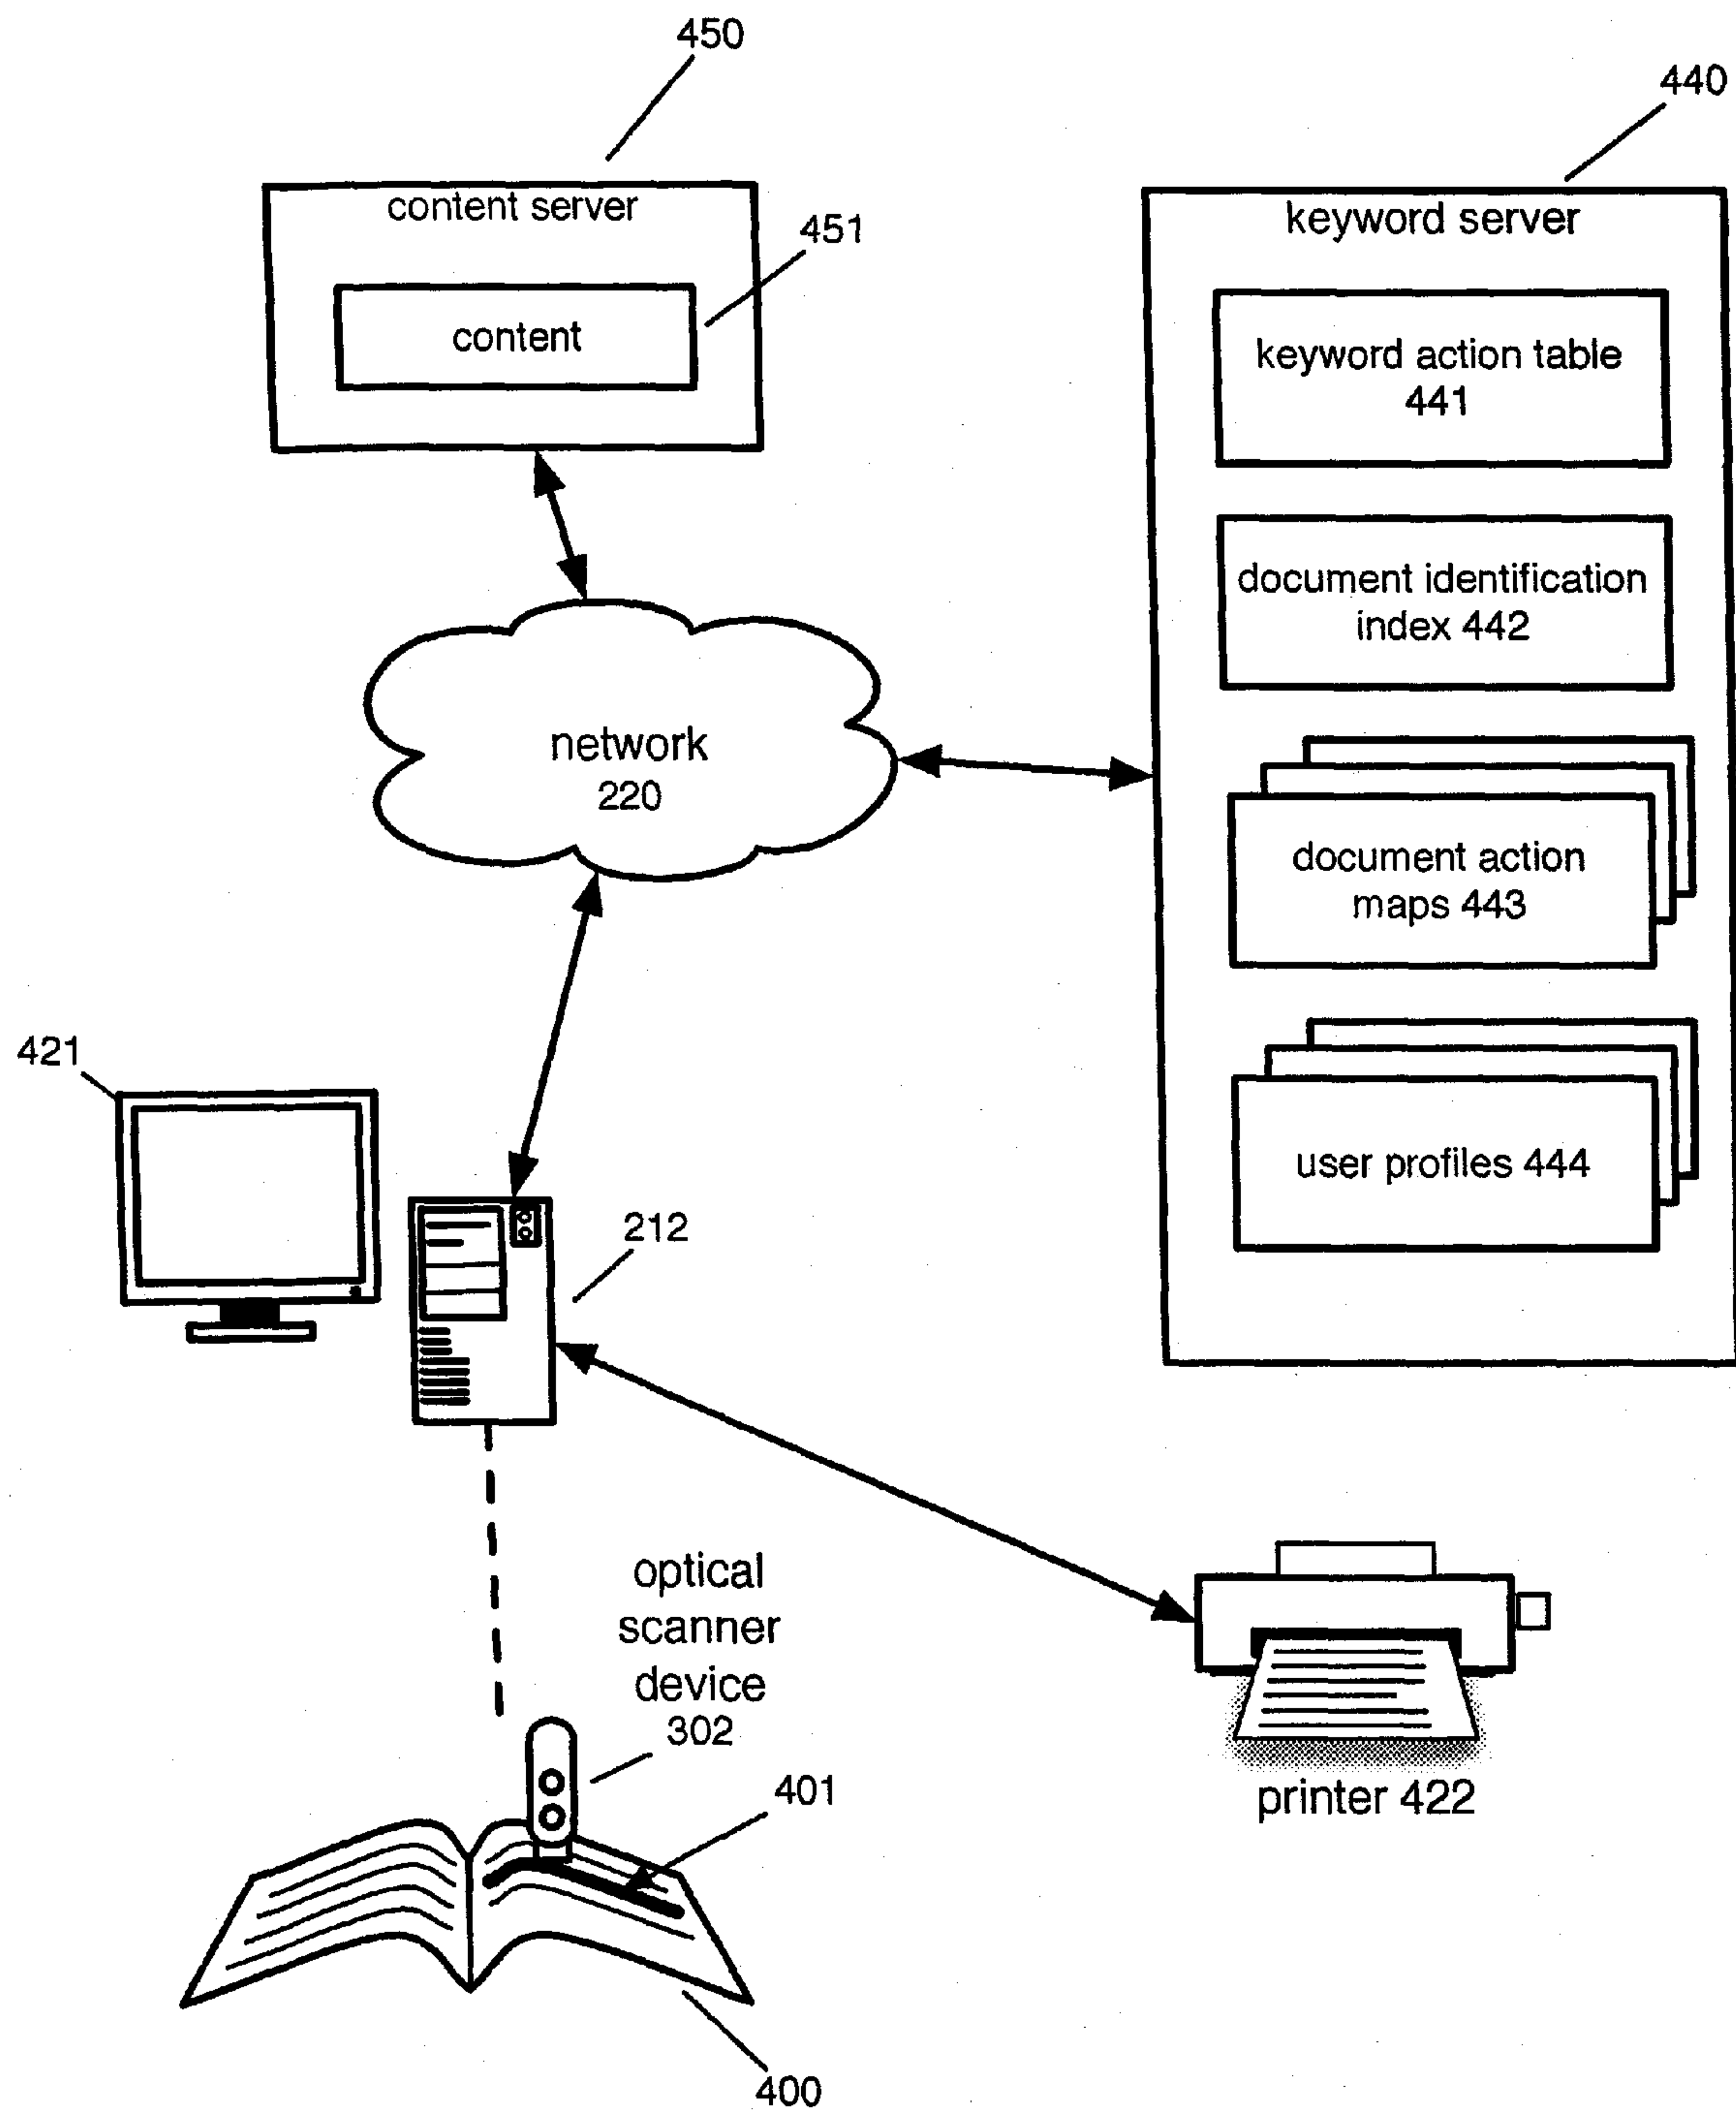 450
440
content server
451
content
keyword server
keyword action table
441
document identification
index 442
network
220
document action
maps 443
421
user profiles 444
212
optical
scanner
device
302
401
printer 422
400